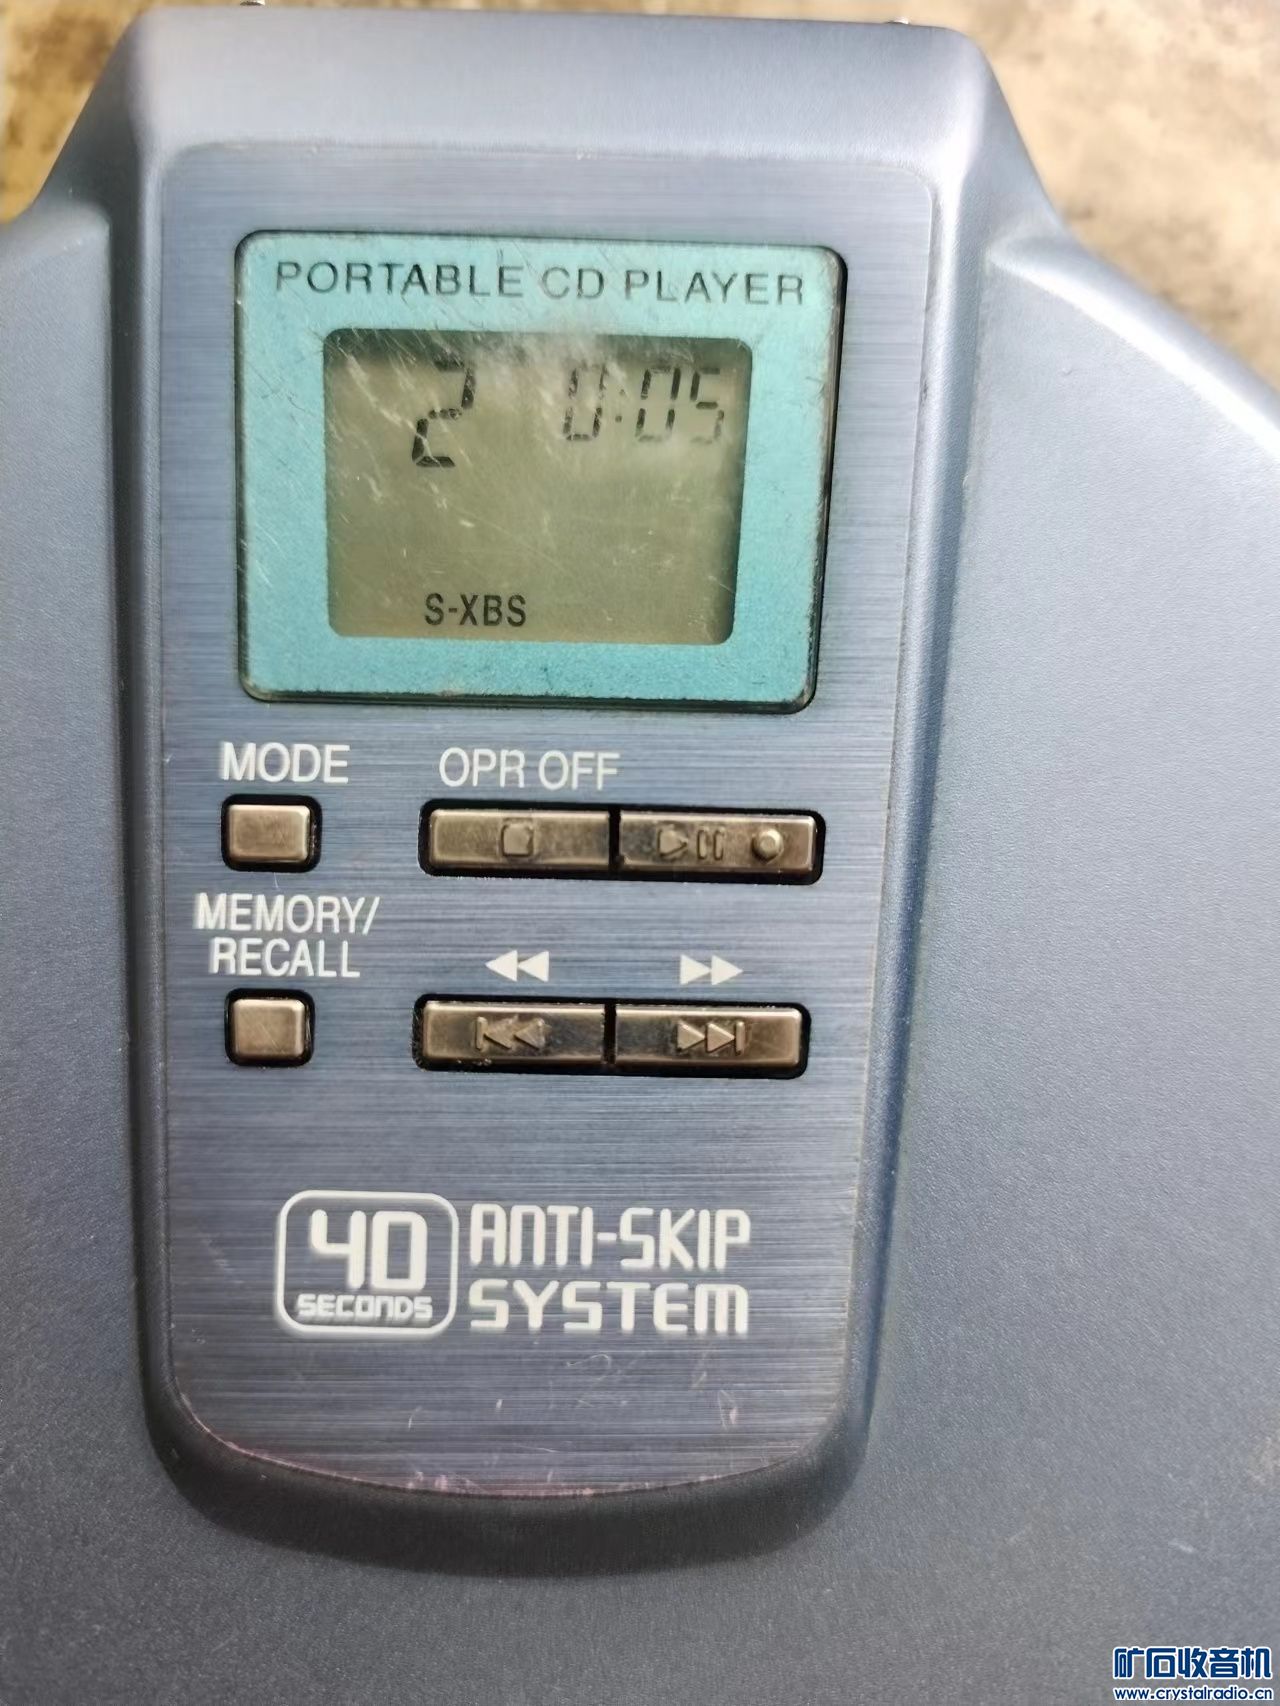 PORTABLE CD PLAYER
2 0:05
S-XBS
MODE
OPR OFF
MEMORY/
RECALL
40
SECONDS
ANTI-SKIP
SYSTEM
矿石收音机
www.crystalradio.cn